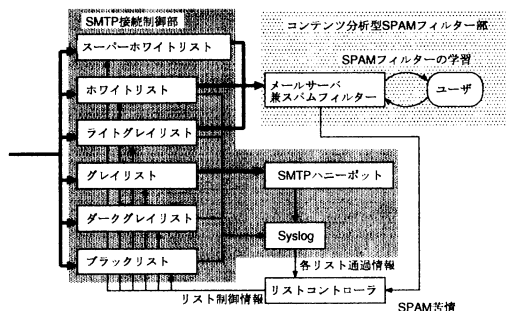 SMTP接続制御部
コンテンツ分析型SPAMフィルター部
スーパーホワイトリスト
SPAMフィルターの学習
ホワイトリスト
メールサーバ
兼スパムフィルター
ユーザ
ライトグレイリスト
グレイリスト
SMTPハニーポット
ダークグレイリスト
Syslog
ブラックリスト
各リスト通過情報
リスト制御情報
リストコントローラ
SPAM苦情